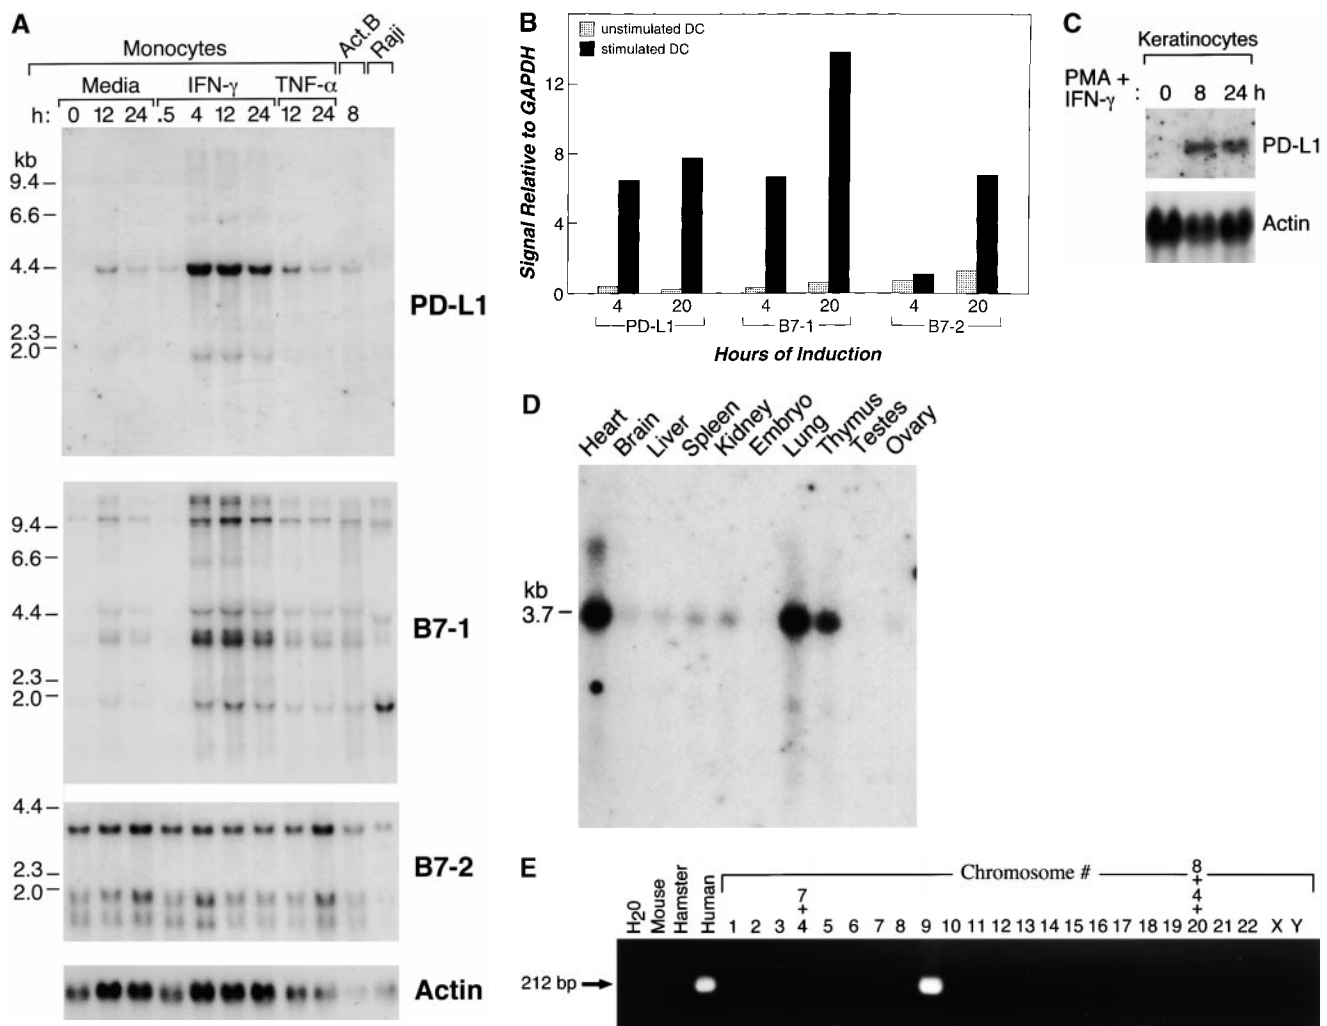 A
Monocytes
Act.B
Raji
Media
IFN-γ
TNF-α
h: 0 12 24 .5 4 12 24 12 24 8
kb
9.4
6.6
4.4
2.3
2.0
PD-L1
9.4
6.6
4.4
2.3
2.0
B7-1
4.4
2.3
2.0
B7-2
Actin
B
unstimulated DC
stimulated DC
Signal Relative to GAPDH
12
8
4
0
4 20 4 20 4 20
PD-L1 B7-1 B7-2
Hours of Induction
C
Keratinocytes
PMA +
IFN-γ : 0 8 24 h
PD-L1
Actin
D
Heart
Brain
Liver
Spleen
Kidney
Embryo
Lung
Thymus
Testes
Ovary
kb
3.7
E
H20
Mouse
Hamster
Human
Chromosome #
1 2 3 7+4 5 6 7 8 9 10 11 12 13 14 15 16 17 18 19 8+4+20 21 22 X Y
212 bp